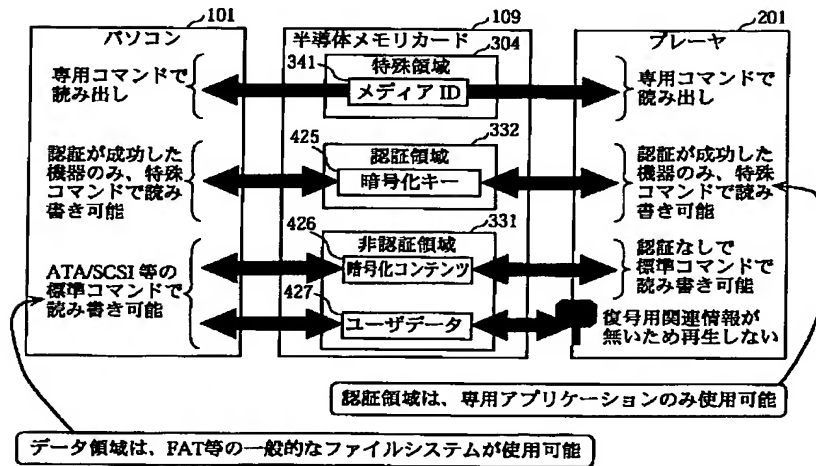 101
109
201
パソコン
半導体メモリカード
プレーヤ
304
341
特殊領域
メディア ID
専用コマンドで
読み出し
専用コマンドで
読み出し
332
425
認証領域
暗号化キー
認証が成功した
機器のみ、特殊
コマンドで読み
書き可能
認証が成功した
機器のみ、特殊
コマンドで読み
書き可能
331
426
非認証領域
暗号化コンテンツ
427
ユーザデータ
ATA/SCSI 等の
標準コマンドで
読み書き可能
認証なしで
標準コマンドで
読み書き可能
復号用関連情報が
無いため再生しない
認証領域は、専用アプリケーションのみ使用可能
データ領域は、FAT等の一般的なファイルシステムが使用可能